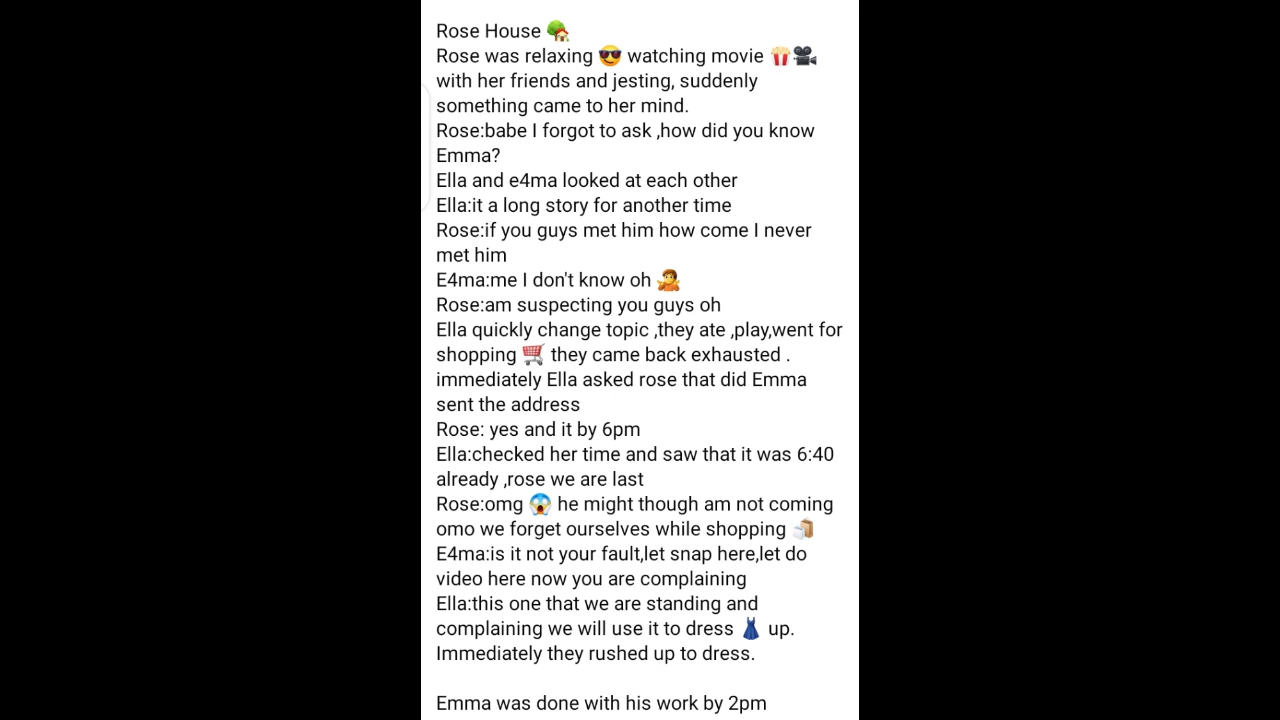 Rose House 🏡
Rose was relaxing 😎 watching movie 🍿🎥
with her friends and jesting, suddenly
something came to her mind.
Rose:babe I forgot to ask ,how did you know
Emma?
Ella and e4ma looked at each other
Ella:it a long story for another time
Rose:if you guys met him how come I never
met him
E4ma:me I don't know oh 🤷
Rose:am suspecting you guys oh
Ella quickly change topic ,they ate ,play,went for
shopping 🛒 they came back exhausted .
immediately Ella asked rose that did Emma
sent the address
Rose: yes and it by 6pm
Ella:checked her time and saw that it was 6:40
already ,rose we are last
Rose:omg 😱 he might though am not coming
omo we forget ourselves while shopping 🛍️
E4ma:is it not your fault,let snap here,let do
video here now you are complaining
Ella:this one that we are standing and
complaining we will use it to dress 👗 up.
Immediately they rushed up to dress.
Emma was done with his work by 2pm